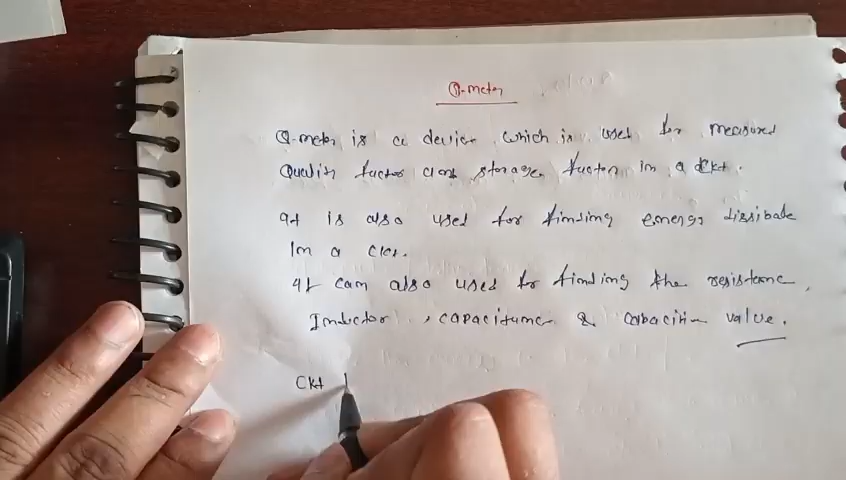 Q-meter
Q-meter is a device which is used for measured
Quality factor and storage factor in a ckt.
It is also used for finding energy dissibate
In a ckt.
It can also used for finding the resistance,
Inductor, capacitance & capacitive value.
Ckt